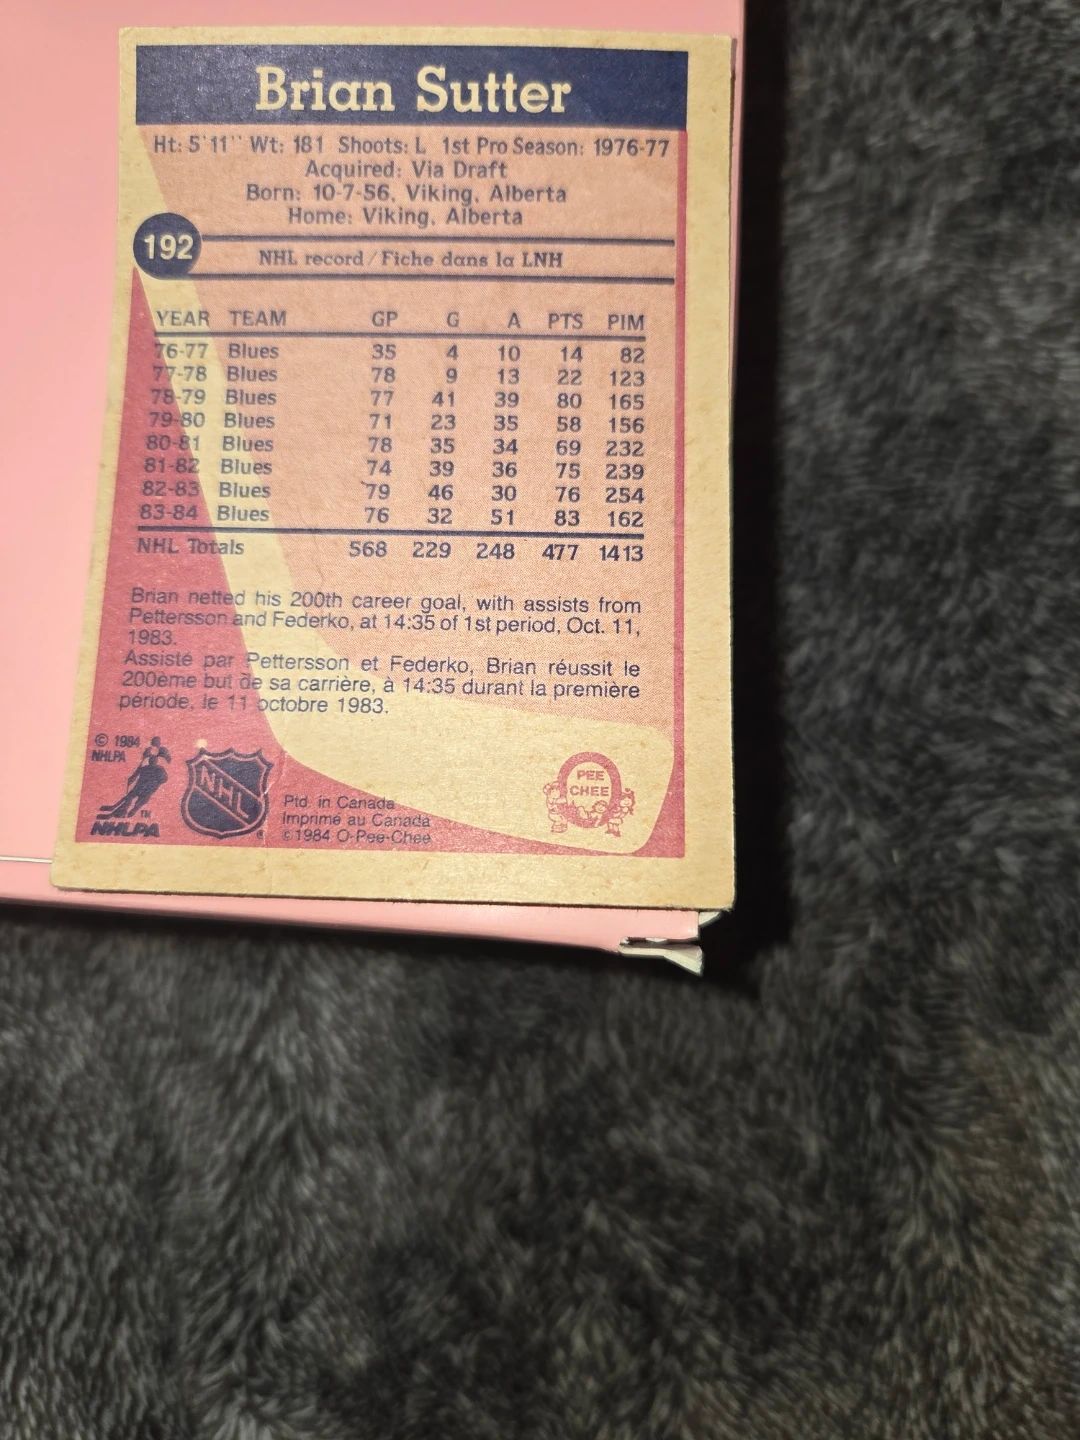 Brian Sutter
Ht: 5'11" Wt: 181 Shoots: L 1st Pro Season: 1976-77
Acquired: Via Draft
Born: 10-7-56, Viking, Alberta
Home: Viking, Alberta
192
NHL record / Fiche dans la LNH
YEAR TEAM GP G A PTS PIM
76-77 Blues 35 4 10 14 82
77-78 Blues 78 9 13 22 123
78-79 Blues 77 41 39 80 165
79-80 Blues 71 23 35 58 156
80-81 Blues 78 35 34 69 232
81-82 Blues 74 39 36 75 239
82-83 Blues 79 46 30 76 254
83-84 Blues 76 32 51 83 162
NHL Totals 568 229 248 477 1413
Brian netted his 200th career goal, with assists from
Pettersson and Federko, at 14:35 of 1st period, Oct. 11,
1983.
Assisté par Pettersson et Federko, Brian réussit le
200ème but de sa carrière, à 14:35 durant la première
période, le 11 octobre 1983.
© 1984
NHLPA
TM
NHLPA
NHL
®
Ptd. in Canada
Imprimé au Canada
© 1984 O-Pee-Chee
PEE
CHEE